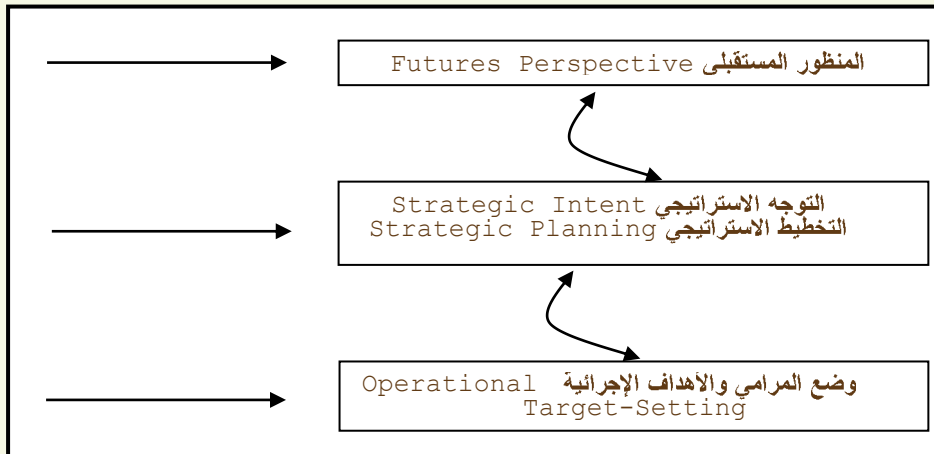 المنظور المستقبلى Futures Perspective
التوجه الاستراتيجي Strategic Intent
التخطيط الاستراتيجي Strategic Planning
وضع المرامي والأهداف الإجرائية Operational
Target-Setting